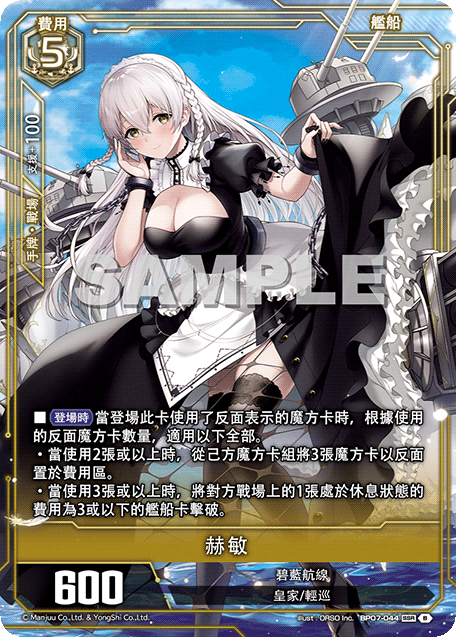 費用
5
艦船
支援+100
手牌・戰場
SAMPLE
■ 登場時 當登場此卡使用了反面表示的魔方卡時，根據使用
的反面魔方卡數量，適用以下全部。
・當使用2張或以上時，從己方魔方卡組將3張魔方卡以反面
置於費用區。
・當使用3張或以上時，將對方戰場上的1張處於休息狀態的
費用為3或以下的艦船卡擊破。
赫敏
600
碧藍航線
皇家/輕巡
© Manjuu Co.,Ltd. & YongShi Co.,Ltd.
illust . ORSO Inc.
BP07-044 SSR B